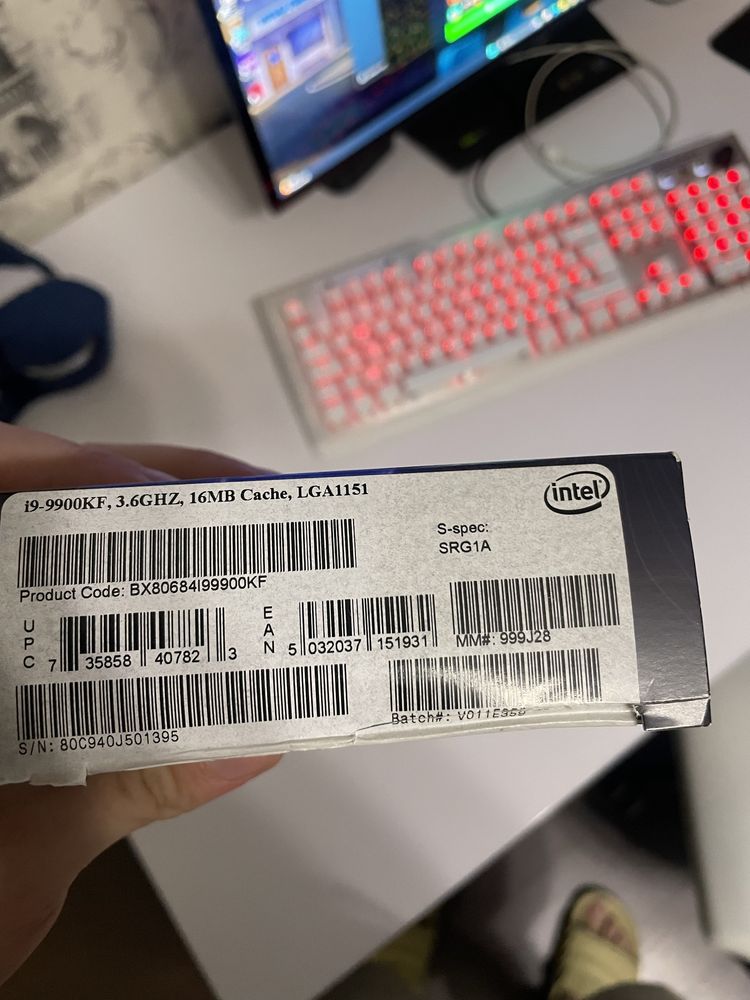 i9-9900KF, 3.6GHZ, 16MB Cache, LGA1151
intel
S-spec:
SRG1A
Product Code: BX80684I99900KF
UPC
7 35858 40782 3
EAN
5 032037 151931
MM#: 999J28
S/N: 80C940J501395
Batch#: